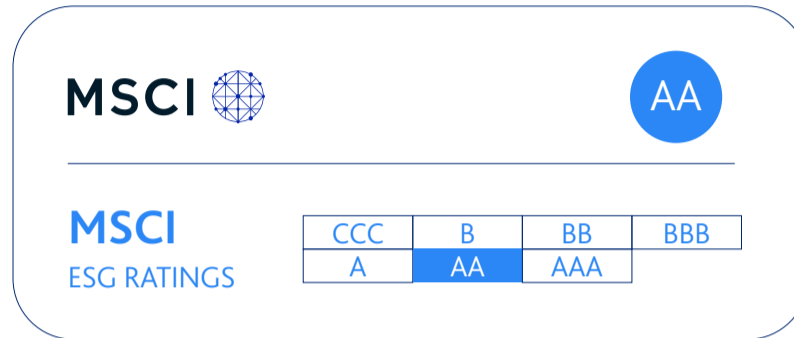 MSCI
AA
MSCI
ESG RATINGS
CCC B BB BBB
A AA AAA